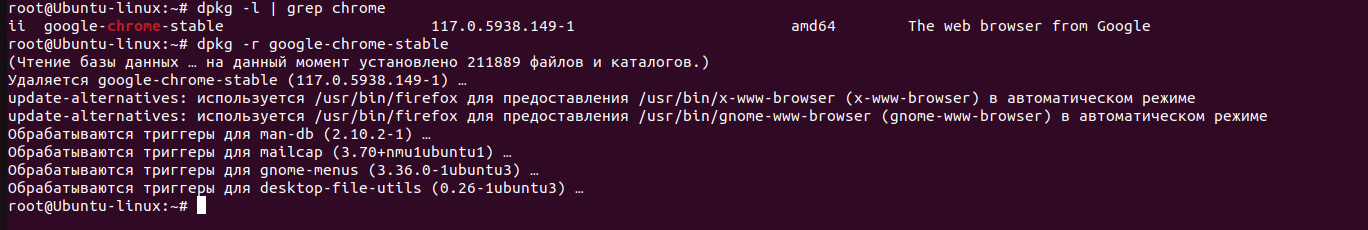 root@Ubuntu-linux:~# dpkg -l | grep chrome
ii  google-chrome-stable                       117.0.5938.149-1                           amd64        The web browser from Google
root@Ubuntu-linux:~# dpkg -r google-chrome-stable
(Чтение базы данных … на данный момент установлено 211889 файлов и каталогов.)
Удаляется google-chrome-stable (117.0.5938.149-1) …
update-alternatives: используется /usr/bin/firefox для предоставления /usr/bin/x-www-browser (x-www-browser) в автоматическом режиме
update-alternatives: используется /usr/bin/firefox для предоставления /usr/bin/gnome-www-browser (gnome-www-browser) в автоматическом режиме
Обрабатываются триггеры для man-db (2.10.2-1) …
Обрабатываются триггеры для mailcap (3.70+nmu1ubuntu1) …
Обрабатываются триггеры для gnome-menus (3.36.0-1ubuntu3) …
Обрабатываются триггеры для desktop-file-utils (0.26-1ubuntu3) …
root@Ubuntu-linux:~#